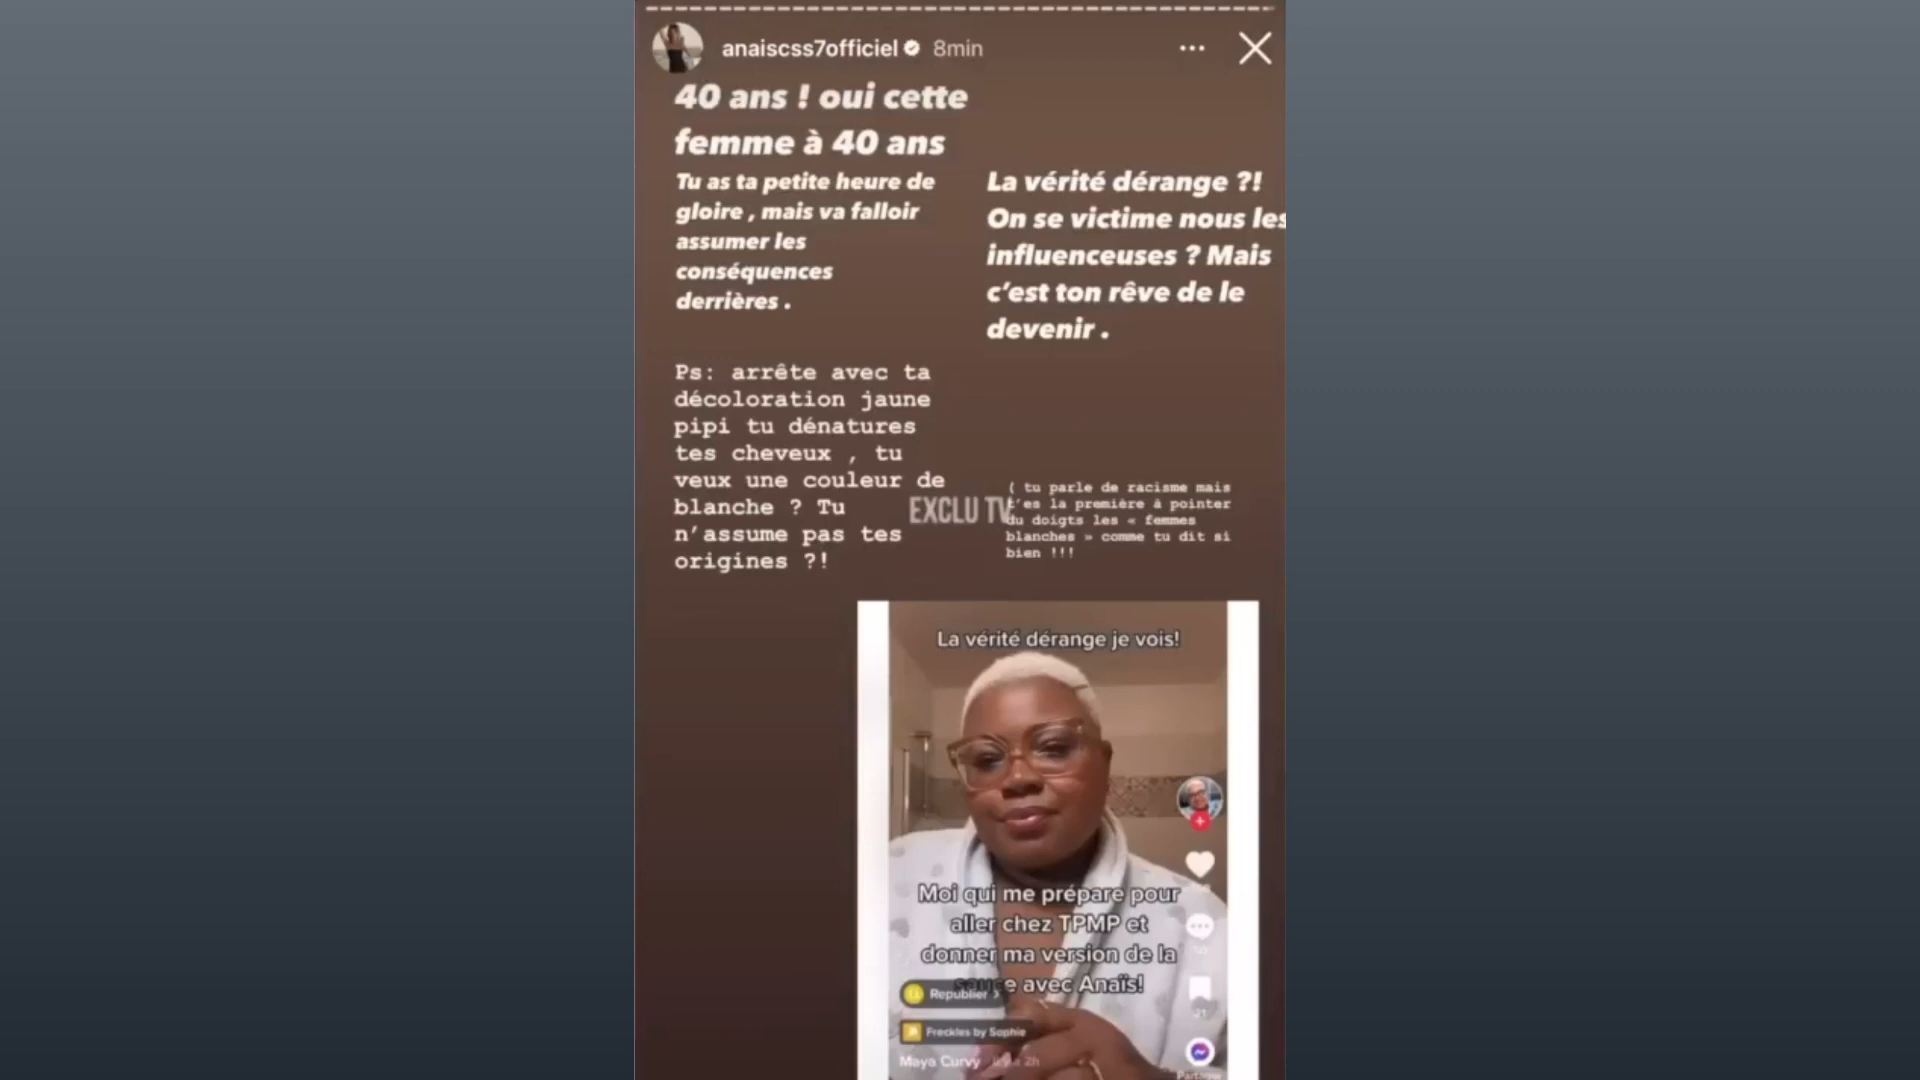 anaiscss7officiel 8min
40 ans ! oui cette
femme à 40 ans
Tu as ta petite heure de
gloire , mais va falloir
assumer les
conséquences
derrières .
La vérité dérange ?!
On se victime nous les
influenceuses ? Mais
c'est ton rêve de le
devenir .
Ps: arrête avec ta
décoloration jaune
pipi tu dénatures
tes cheveux , tu
veux une couleur de
blanche ? Tu
n'assume pas tes
origines ?!
EXCLU TV
( tu parle de racisme mais
t'es la première à pointer
du doigts les « femmes
blanches » comme tu dit si
bien !!!
La vérité dérange je vois!
Moi qui me prépare pour
aller chez TPMP et
donner ma version de la
sauce avec Anaïs!
Republier >
Freckles by Sophie
Maya Curvy
Partager